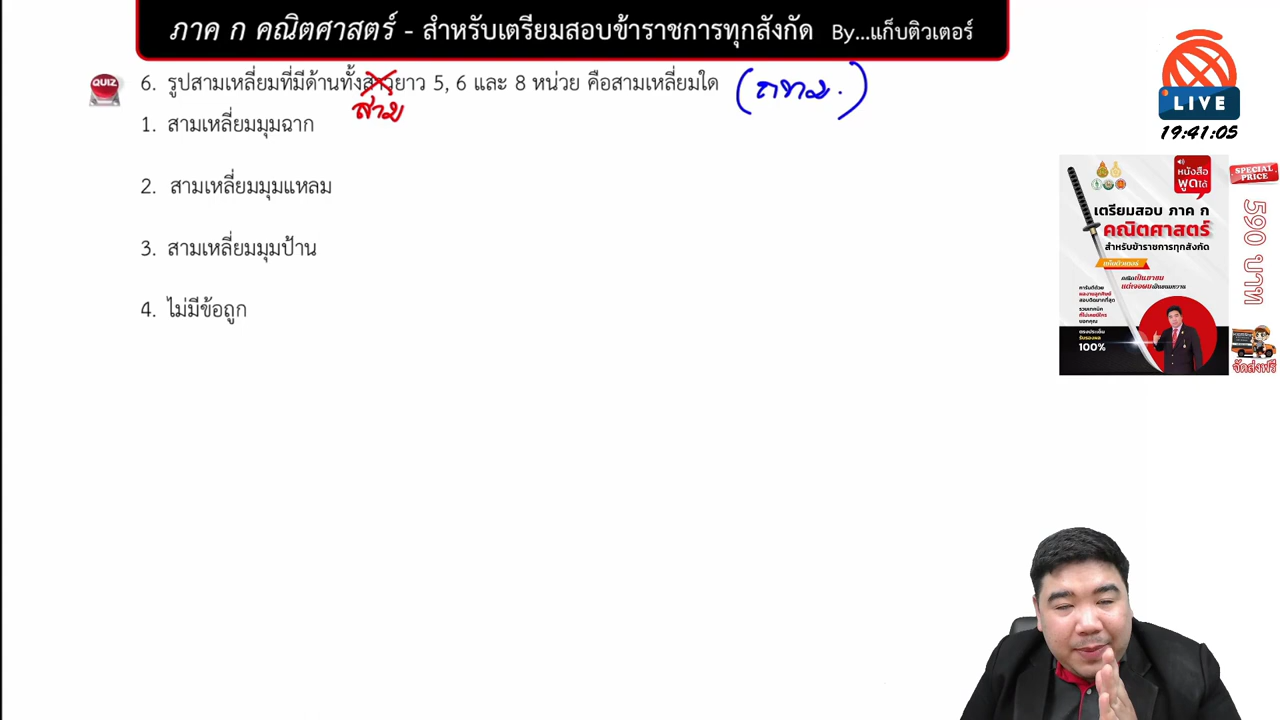 ภาค ก คณิตศาสตร์ - สำหรับเตรียมสอบข้าราชการทุกสังกัด By...แก็บติวเตอร์
QUIZ
6. รูปสามเหลี่ยมที่มีด้านทั้งสาวยาว 5, 6 และ 8 หน่วย คือสามเหลี่ยมใด (กทม.)
สาม
1. สามเหลี่ยมมุมฉาก
2. สามเหลี่ยมมุมแหลม
3. สามเหลี่ยมมุมป้าน
4. ไม่มีข้อถูก
LIVE
19:41:05
หนังสือ
พูดได้
SPECIAL PRICE
เตรียมสอบ ภาค ก
คณิตศาสตร์
สำหรับข้าราชการทุกสังกัด
แก็บติวเตอร์
590 บาท
100%
จัดส่งฟรี